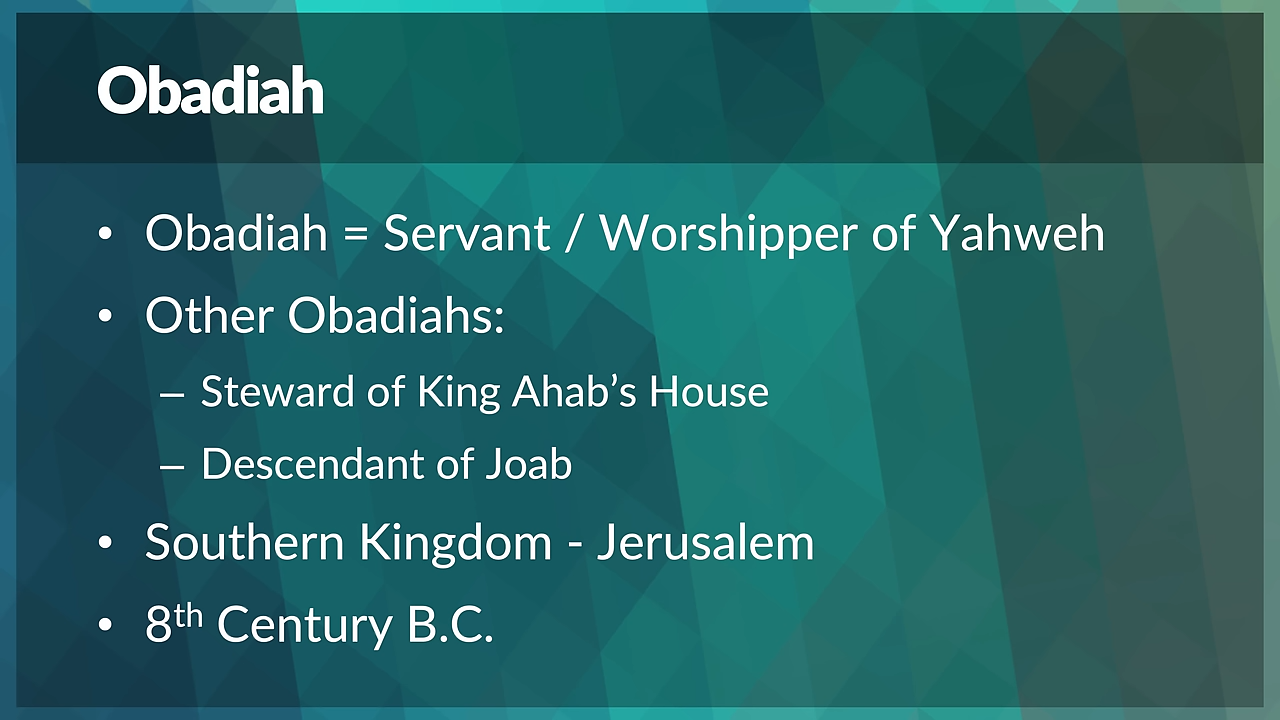 Obadiah
• Obadiah = Servant / Worshipper of Yahweh
• Other Obadiahs:
– Steward of King Ahab’s House
– Descendant of Joab
• Southern Kingdom - Jerusalem
• 8th Century B.C.